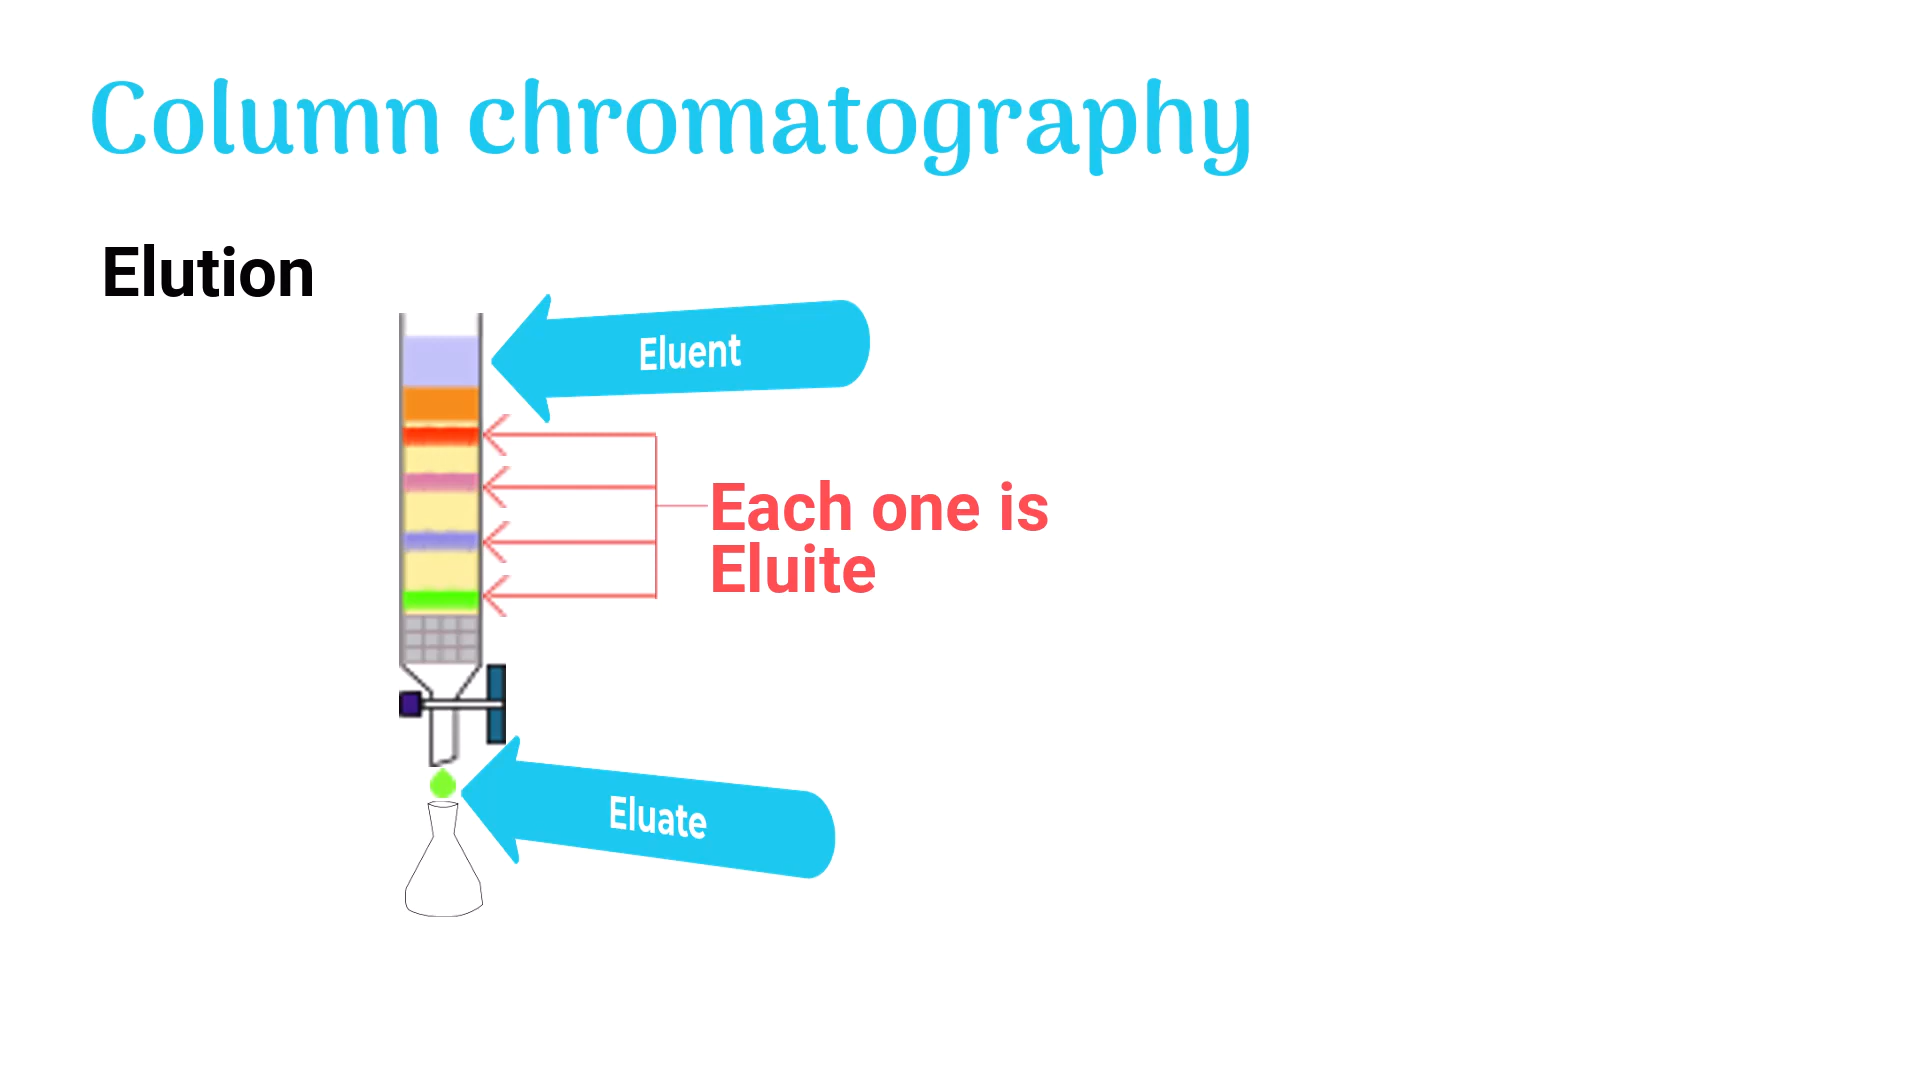 Column chromatography
Elution
Eluent
Each one is
Eluite
Eluate